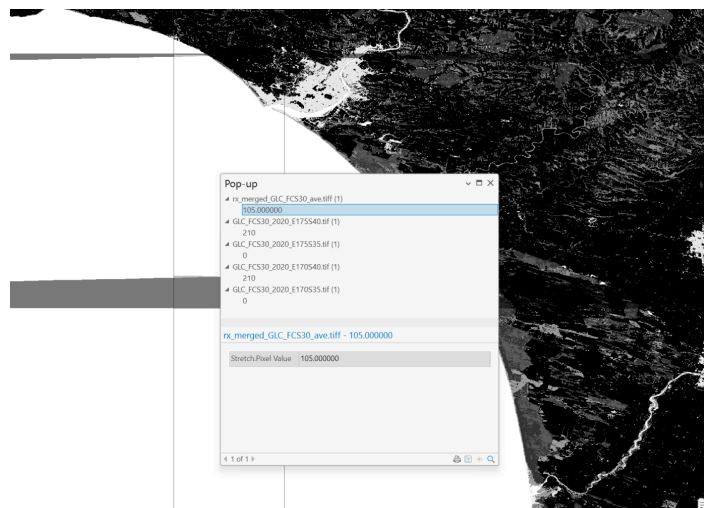 Pop-up
rx_merged_GLC_FCS30_ave.tiff (1)
105.000000
GLC_FCS30_2020_E175S40.tif (1)
210
GLC_FCS30_2020_E175S35.tif (1)
0
GLC_FCS30_2020_E170S40.tif (1)
210
GLC_FCS30_2020_E170S35.tif (1)
0
rx_merged_GLC_FCS30_ave.tiff - 105.000000
Stretch.Pixel Value 105.000000
1 of 1